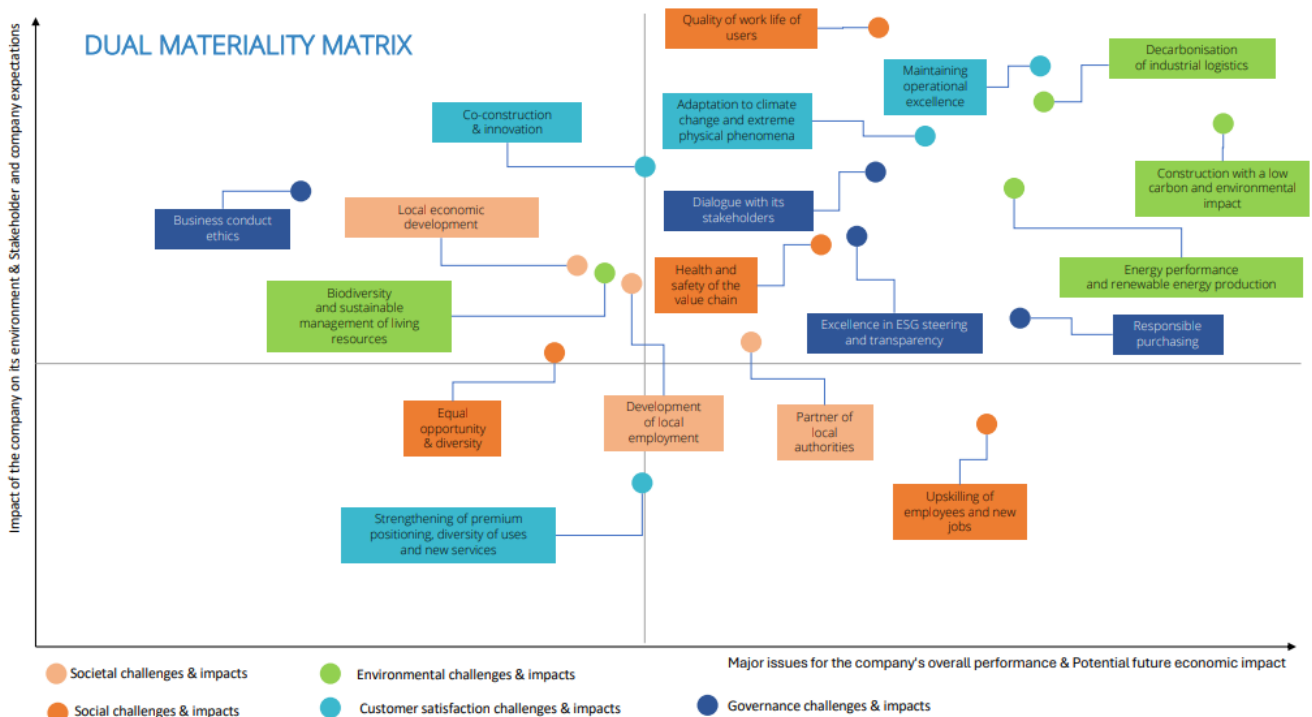 Impact of the company on its environment & Stakeholder and company expectations
DUAL MATERIALITY MATRIX
Quality of work life of
users
Decarbonisation
of industrial logistics
Maintaining
operational
excellence
Co-construction
& innovation
Adaptation to climate
change and extreme
physical phenomena
Construction with a low
carbon and environmental
impact
Business conduct
ethics
Local economic
development
Dialogue with its
stakeholders
Health and
safety of the
value chain
Energy performance
and renewable energy production
Biodiversity
and sustainable
management of living
resources
Excellence in ESG steering
and transparency
Responsible
purchasing
Equal
opportunity
& diversity
Development
of local
employment
Partner of
local
authorities
Upskilling of
employees and new
jobs
Strengthening of premium
positioning, diversity of uses
and new services
Major issues for the company's overall performance & Potential future economic impact
Societal challenges & impacts
Environmental challenges & impacts
Social challenges & impacts
Customer satisfaction challenges & impacts
Governance challenges & impacts